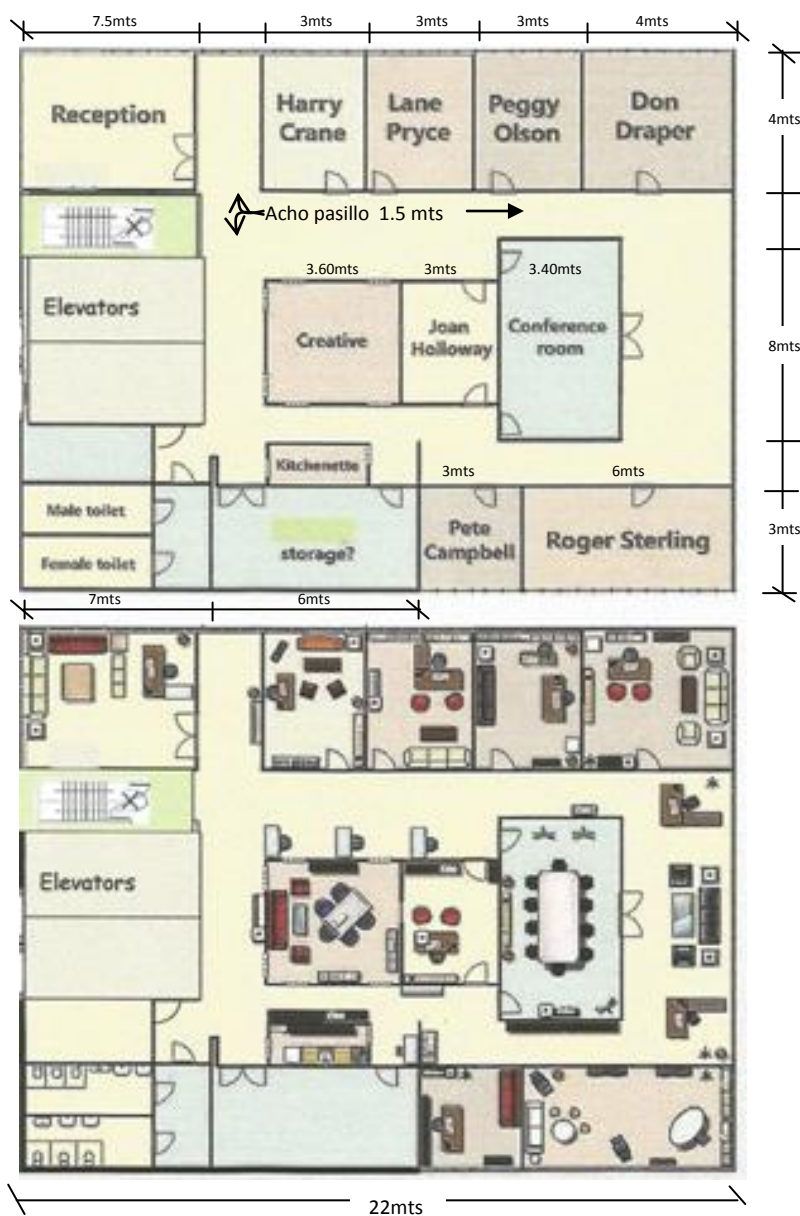 7.5mts 3mts 3mts 3mts 4mts
Reception
Harry
Crane
Lane
Pryce
Peggy
Olson
Don
Draper
4mts
Acho pasillo 1.5 mts
3.60mts 3mts 3.40mts
Elevators
Creative
Joan
Holloway
Conference
room
8mts
Kitchenette
3mts 6mts
Male toilet
Female toilet
storage?
Pete
Campbell
Roger Sterling
3mts
7mts 6mts
Elevators
22mts